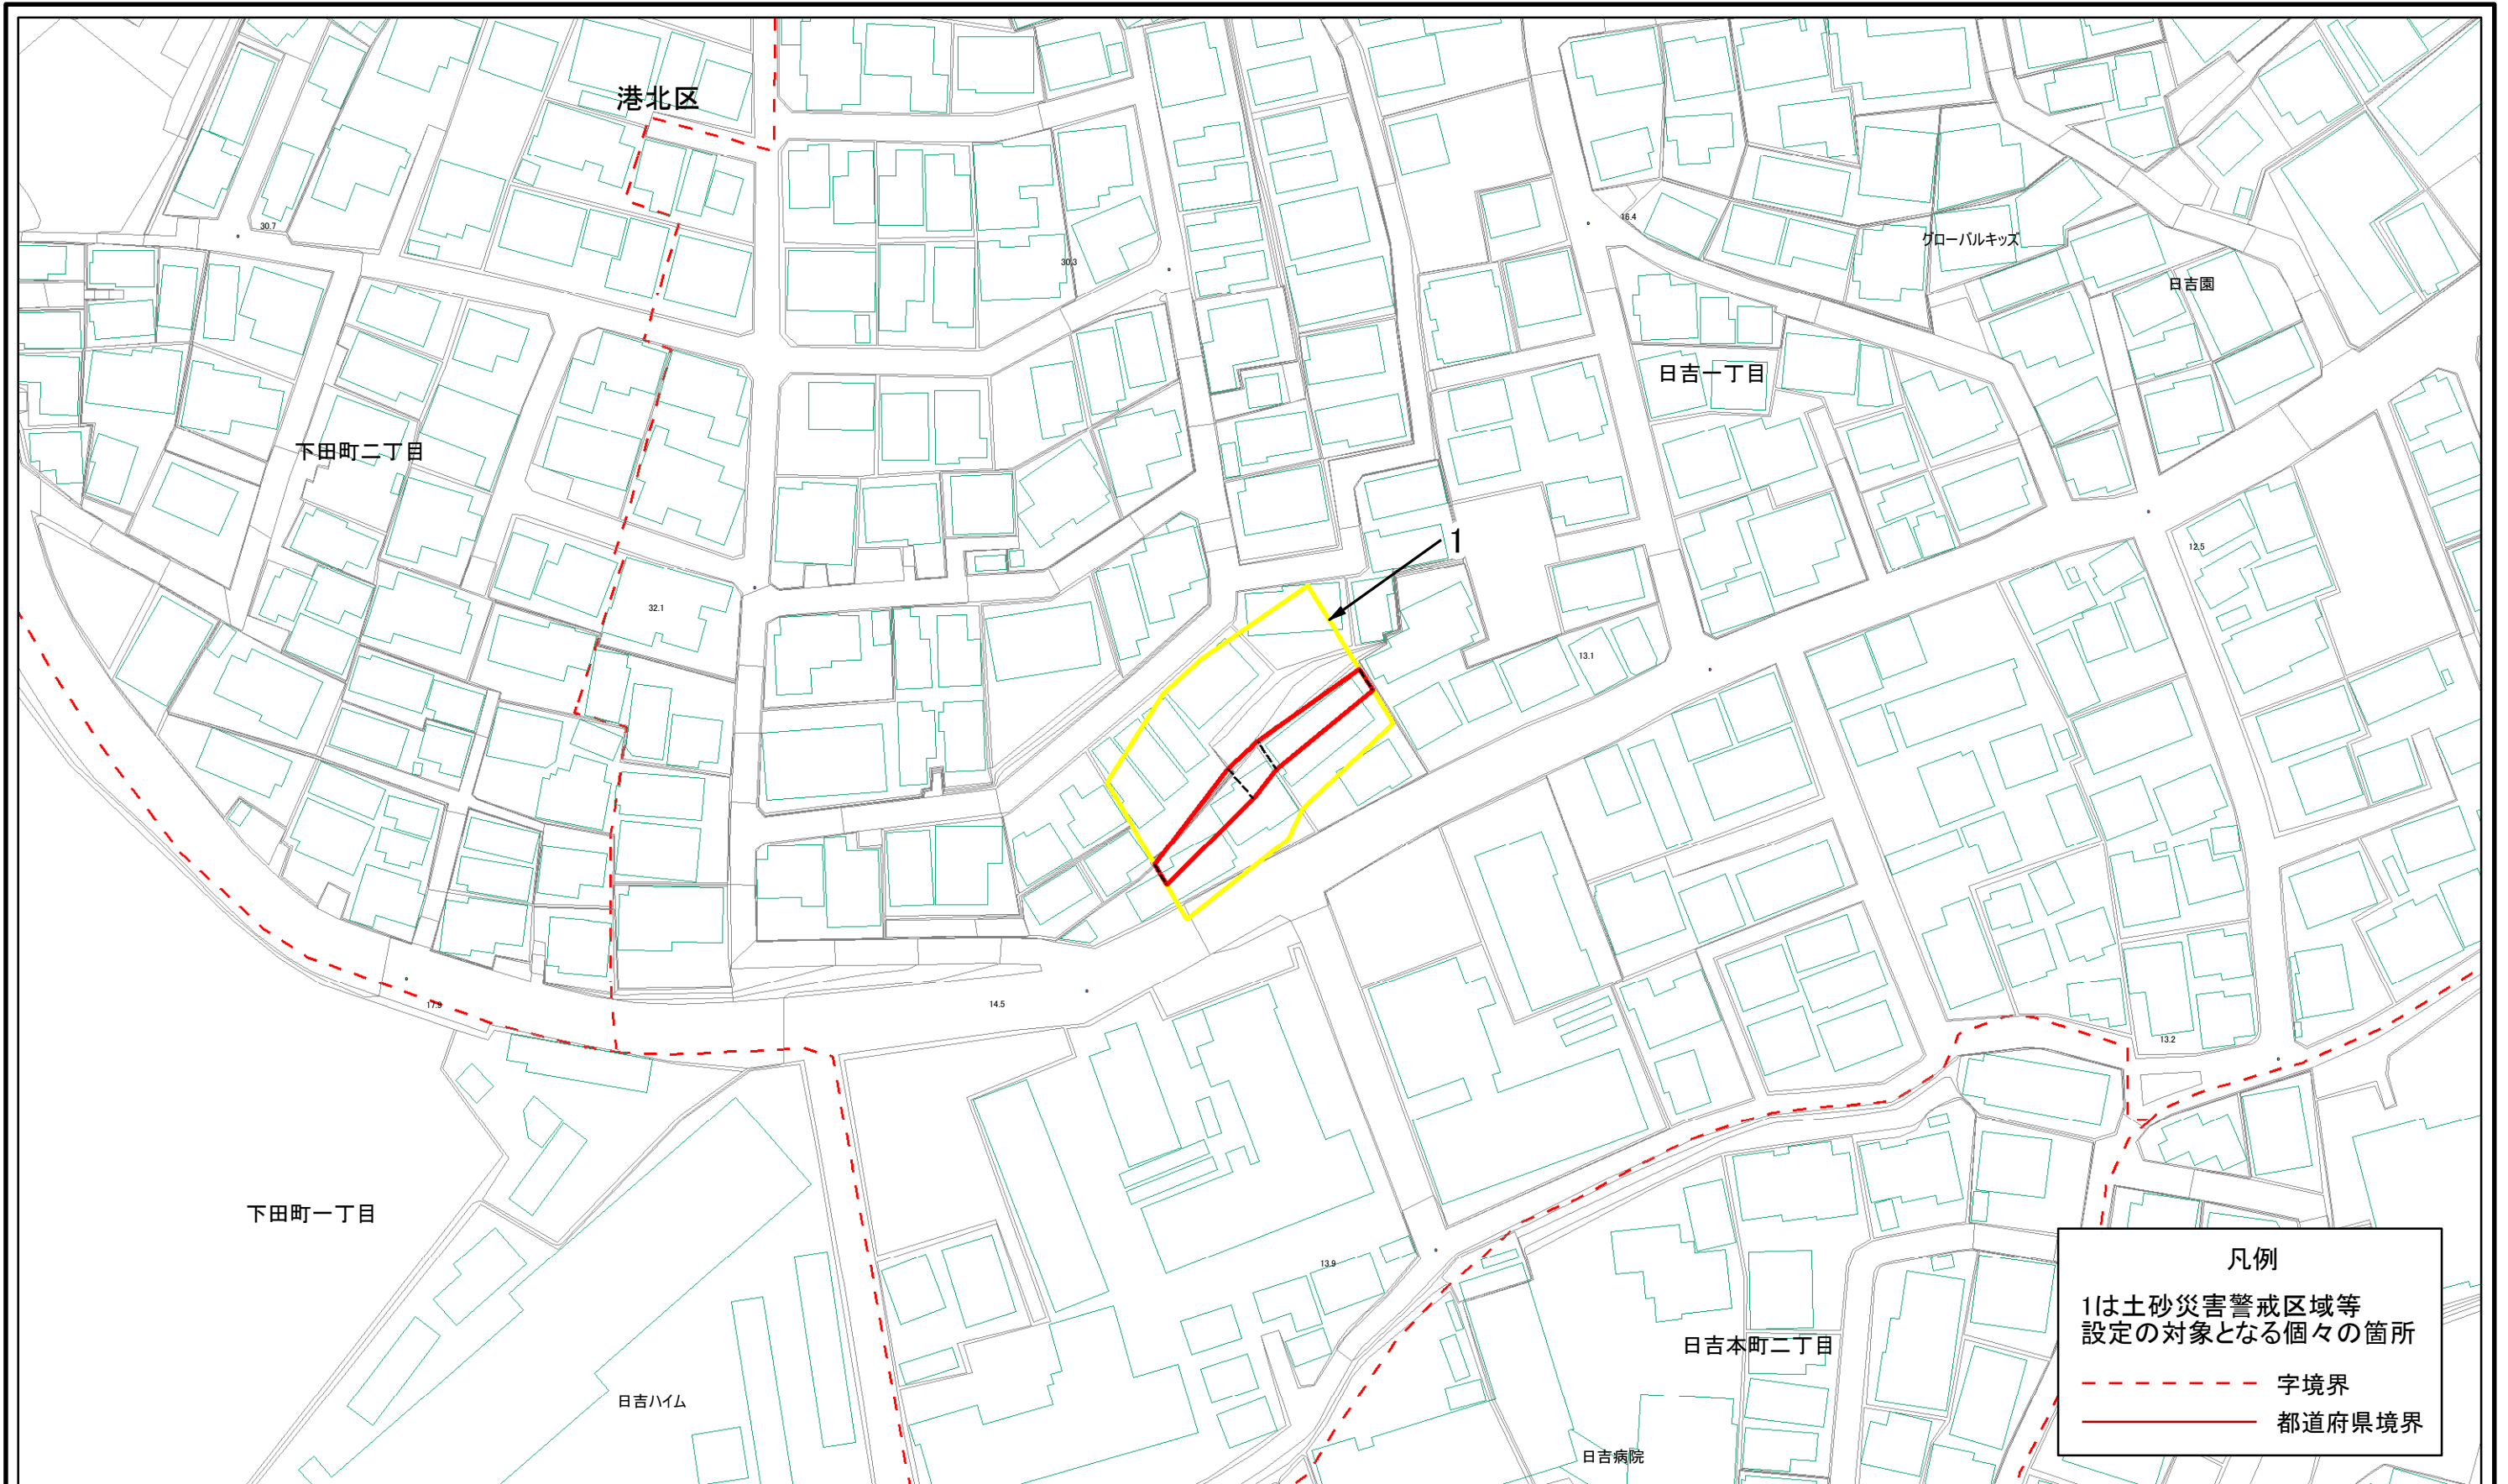 港北区
30.7
30.3
16.4
グローバルキッズ
日吉園
日吉一丁目
下田町二丁目
1
12.5
32.1
13.1
17.9
14.5
13.2
下田町一丁目
13.9
日吉本町二丁目
日吉ハイム
日吉病院
凡例
1は土砂災害警戒区域等
設定の対象となる個々の箇所
字境界
都道府県境界